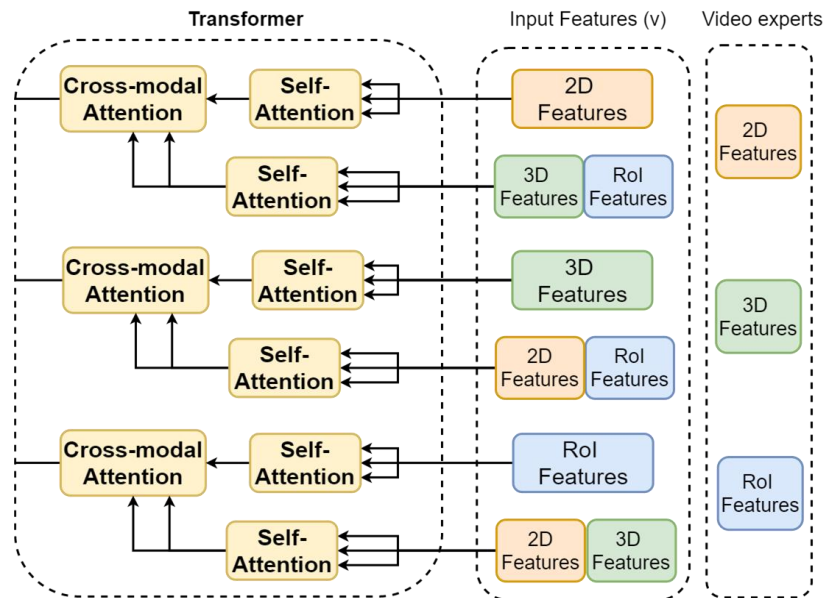 Transformer
Input Features (v)
Video experts
Cross-modal
Attention
Self-
Attention
2D
Features
Self-
Attention
3D
Features
RoI
Features
Cross-modal
Attention
Self-
Attention
3D
Features
Self-
Attention
2D
Features
RoI
Features
Cross-modal
Attention
Self-
Attention
RoI
Features
Self-
Attention
2D
Features
3D
Features
2D
Features
3D
Features
RoI
Features